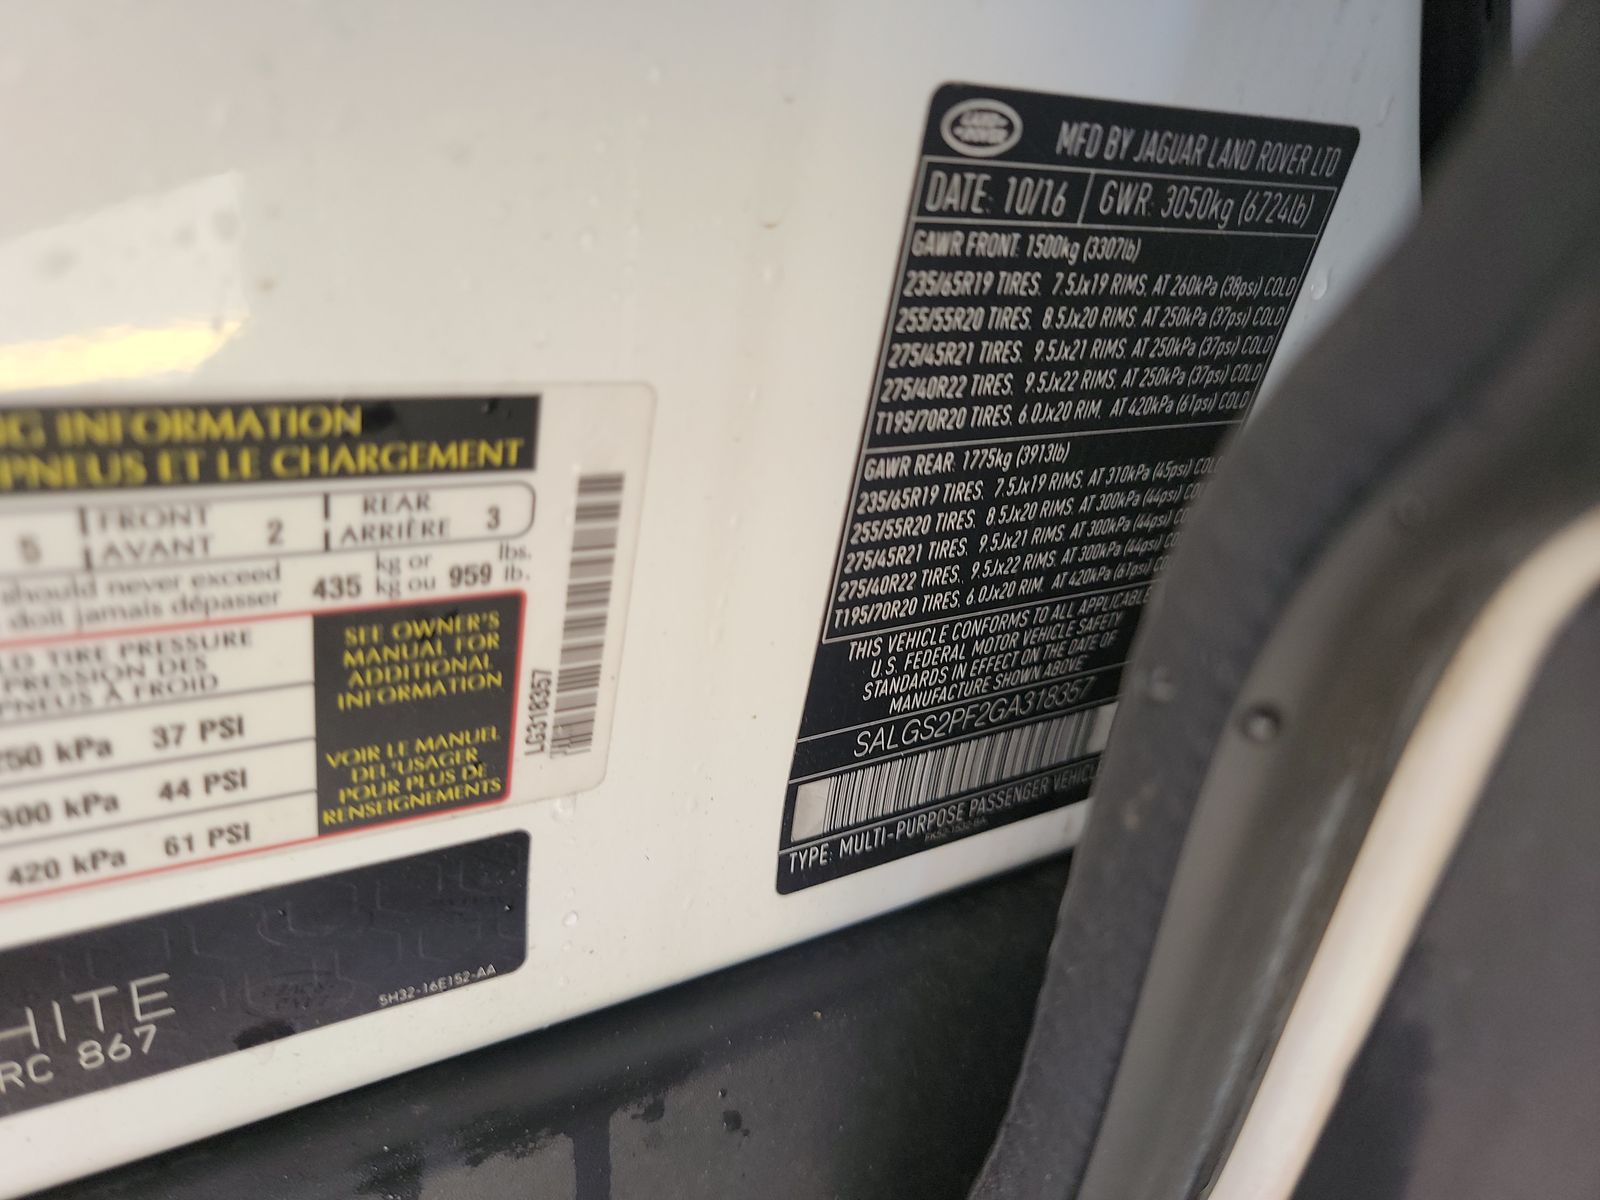 NG INFORMATION
PNEUS ET LE CHARGEMENT
5 FRONT AVANT 2 REAR ARRIÈRE 3
should never exceed 435 kg or 959 lbs.
doit jamais dépasser kg ou lb.
LD TIRE PRESSURE
PRESSION DES
PNEUS À FROID
250 kPa 37 PSI
300 kPa 44 PSI
420 kPa 61 PSI
SEE OWNER'S
MANUAL FOR
ADDITIONAL
INFORMATION
VOIR LE MANUEL
DE L'USAGER
POUR PLUS DE
RENSEIGNEMENTS
LG318357
HITE
RC 867
5H32-16E152-AA
LAND-
-ROVER
MFD BY JAGUAR LAND ROVER LTD
DATE: 10/16 GWR: 3050kg (6724lb)
GAWR FRONT: 1500kg (3307lb)
235/65R19 TIRES. 7.5Jx19 RIMS. AT 260kPa (38psi) COLD
255/55R20 TIRES. 8.5Jx20 RIMS. AT 250kPa (37psi) COLD
275/45R21 TIRES. 9.5Jx21 RIMS. AT 250kPa (37psi) COLD
275/40R22 TIRES. 9.5Jx22 RIMS. AT 250kPa (37psi) COLD
T195/70R20 TIRES. 6.0Jx20 RIM. AT 420kPa (61psi) COLD
GAWR REAR: 1775kg (3913lb)
235/65R19 TIRES. 7.5Jx19 RIMS. AT 310kPa (45psi) COL
255/55R20 TIRES. 8.5Jx20 RIMS. AT 300kPa (44psi) CO
275/45R21 TIRES. 9.5Jx21 RIMS. AT 300kPa (44psi) C
275/40R22 TIRES. 9.5Jx22 RIMS. AT 300kPa (44psi) C
T195/70R20 TIRES. 6.0Jx20 RIM. AT 420kPa (61psi) C
THIS VEHICLE CONFORMS TO ALL APPLICABLE
U.S. FEDERAL MOTOR VEHICLE SAFETY
STANDARDS IN EFFECT ON THE DATE OF
MANUFACTURE SHOWN ABOVE
SALGS2PF2GA318357
TYPE: MULTI-PURPOSE PASSENGER VEHICLE